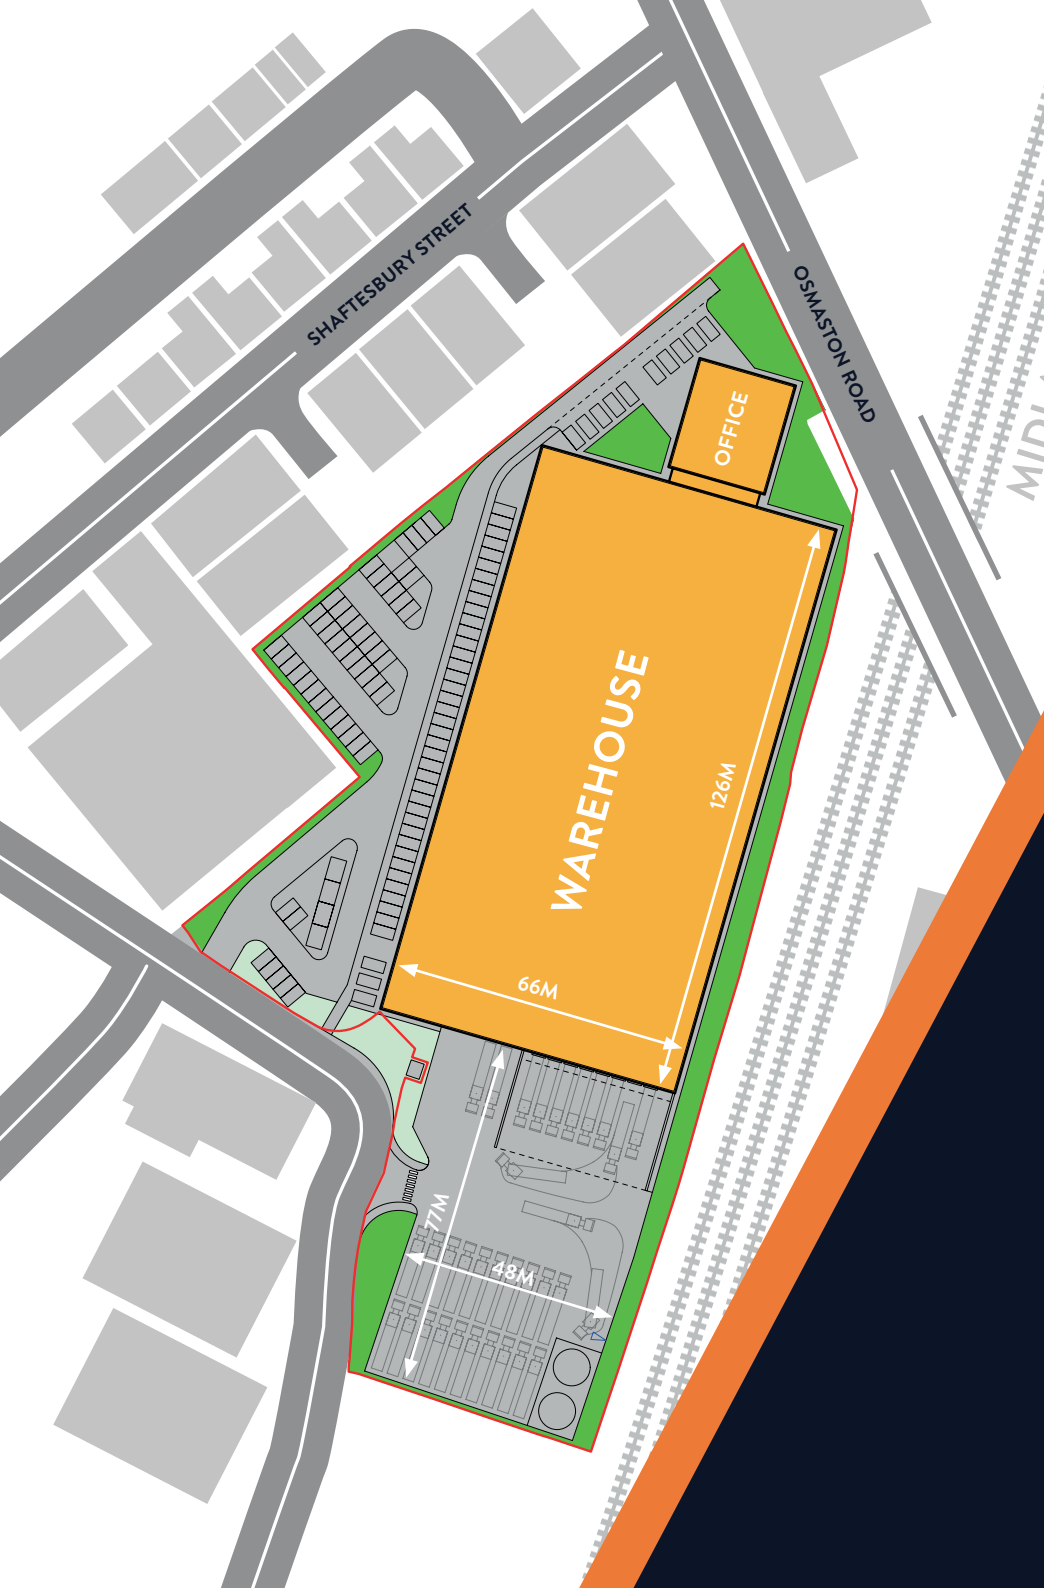 SHAFTESBURY STREET
OSMASTON ROAD
OFFICE
WAREHOUSE
126M
66M
77M
48M